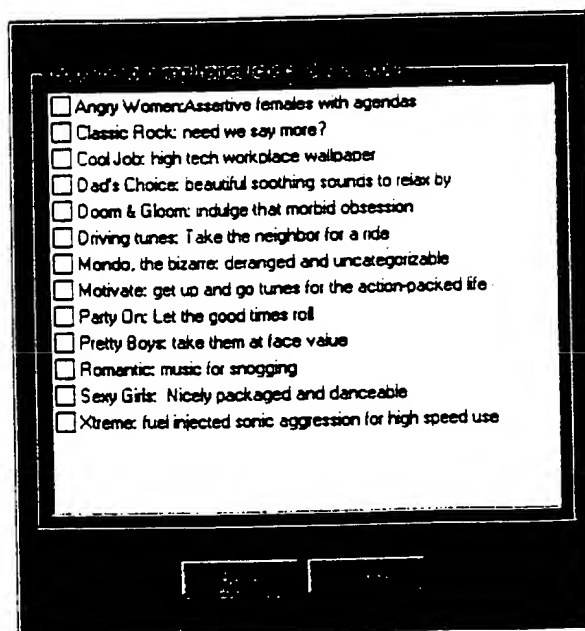 Angry Women:Assertive females with agendas
Classic Rock: need we say more?
Cool Job: high tech workplace wallpaper
Dad's Choice: beautiful soothing sounds to relax by
Doom & Gloom: indulge that morbid obsession
Driving tunes: Take the neighbor for a ride
Mondo, the bizarre: deranged and uncategorizable
Motivate: get up and go tunes for the action-packed life
Party On: Let the good times roll
Pretty Boys: take them at face value
Romantic: music for snogging
Sexy Girls: Nicely packaged and danceable
Xtreme: fuel injected sonic aggression for high speed use